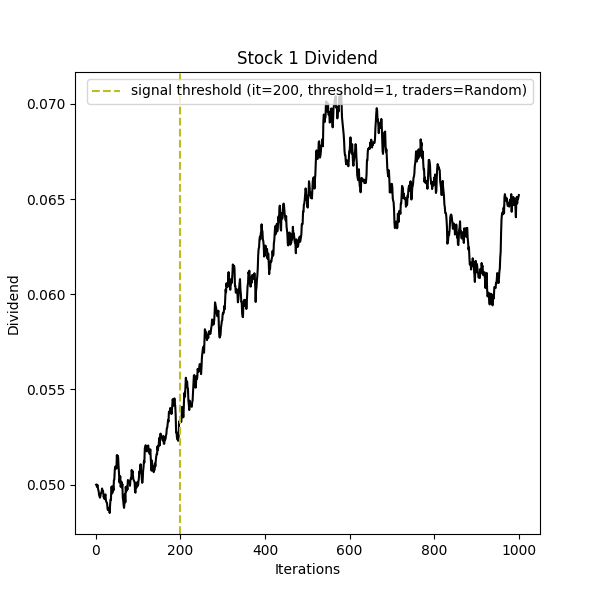 Stock 1 Dividend
signal threshold (it=200, threshold=1, traders=Random)
0.070
0.065
0.060
0.055
0.050
Dividend
0
200
400
600
800
1000
Iterations